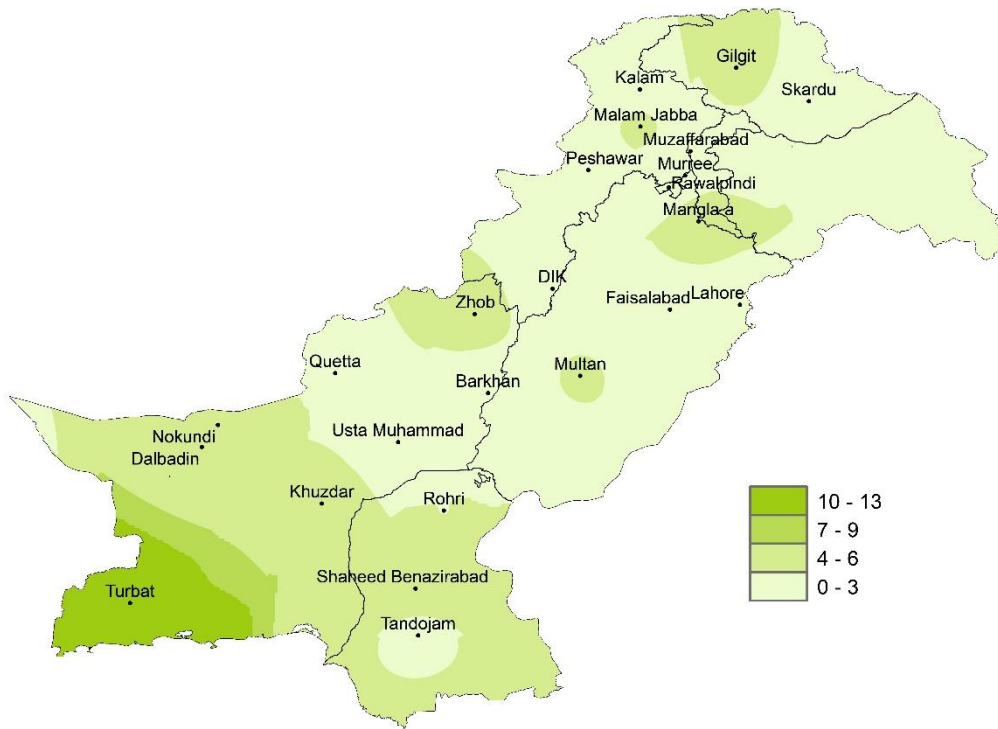 Gilgit
Kalam
Skardu
Malam Jabba
Muzaffarabad
Peshawar
Murree
Rawalpindi
Mangla a
DIK
Zhob
Faisalabad
Lahore
Quetta
Multan
Barkhan
Nokundi
Usta Muhammad
Dalbadin
Khuzdar
Rohri
10 - 13
7 - 9
4 - 6
0 - 3
Shaheed Benazirabad
Turbat
Tandojam